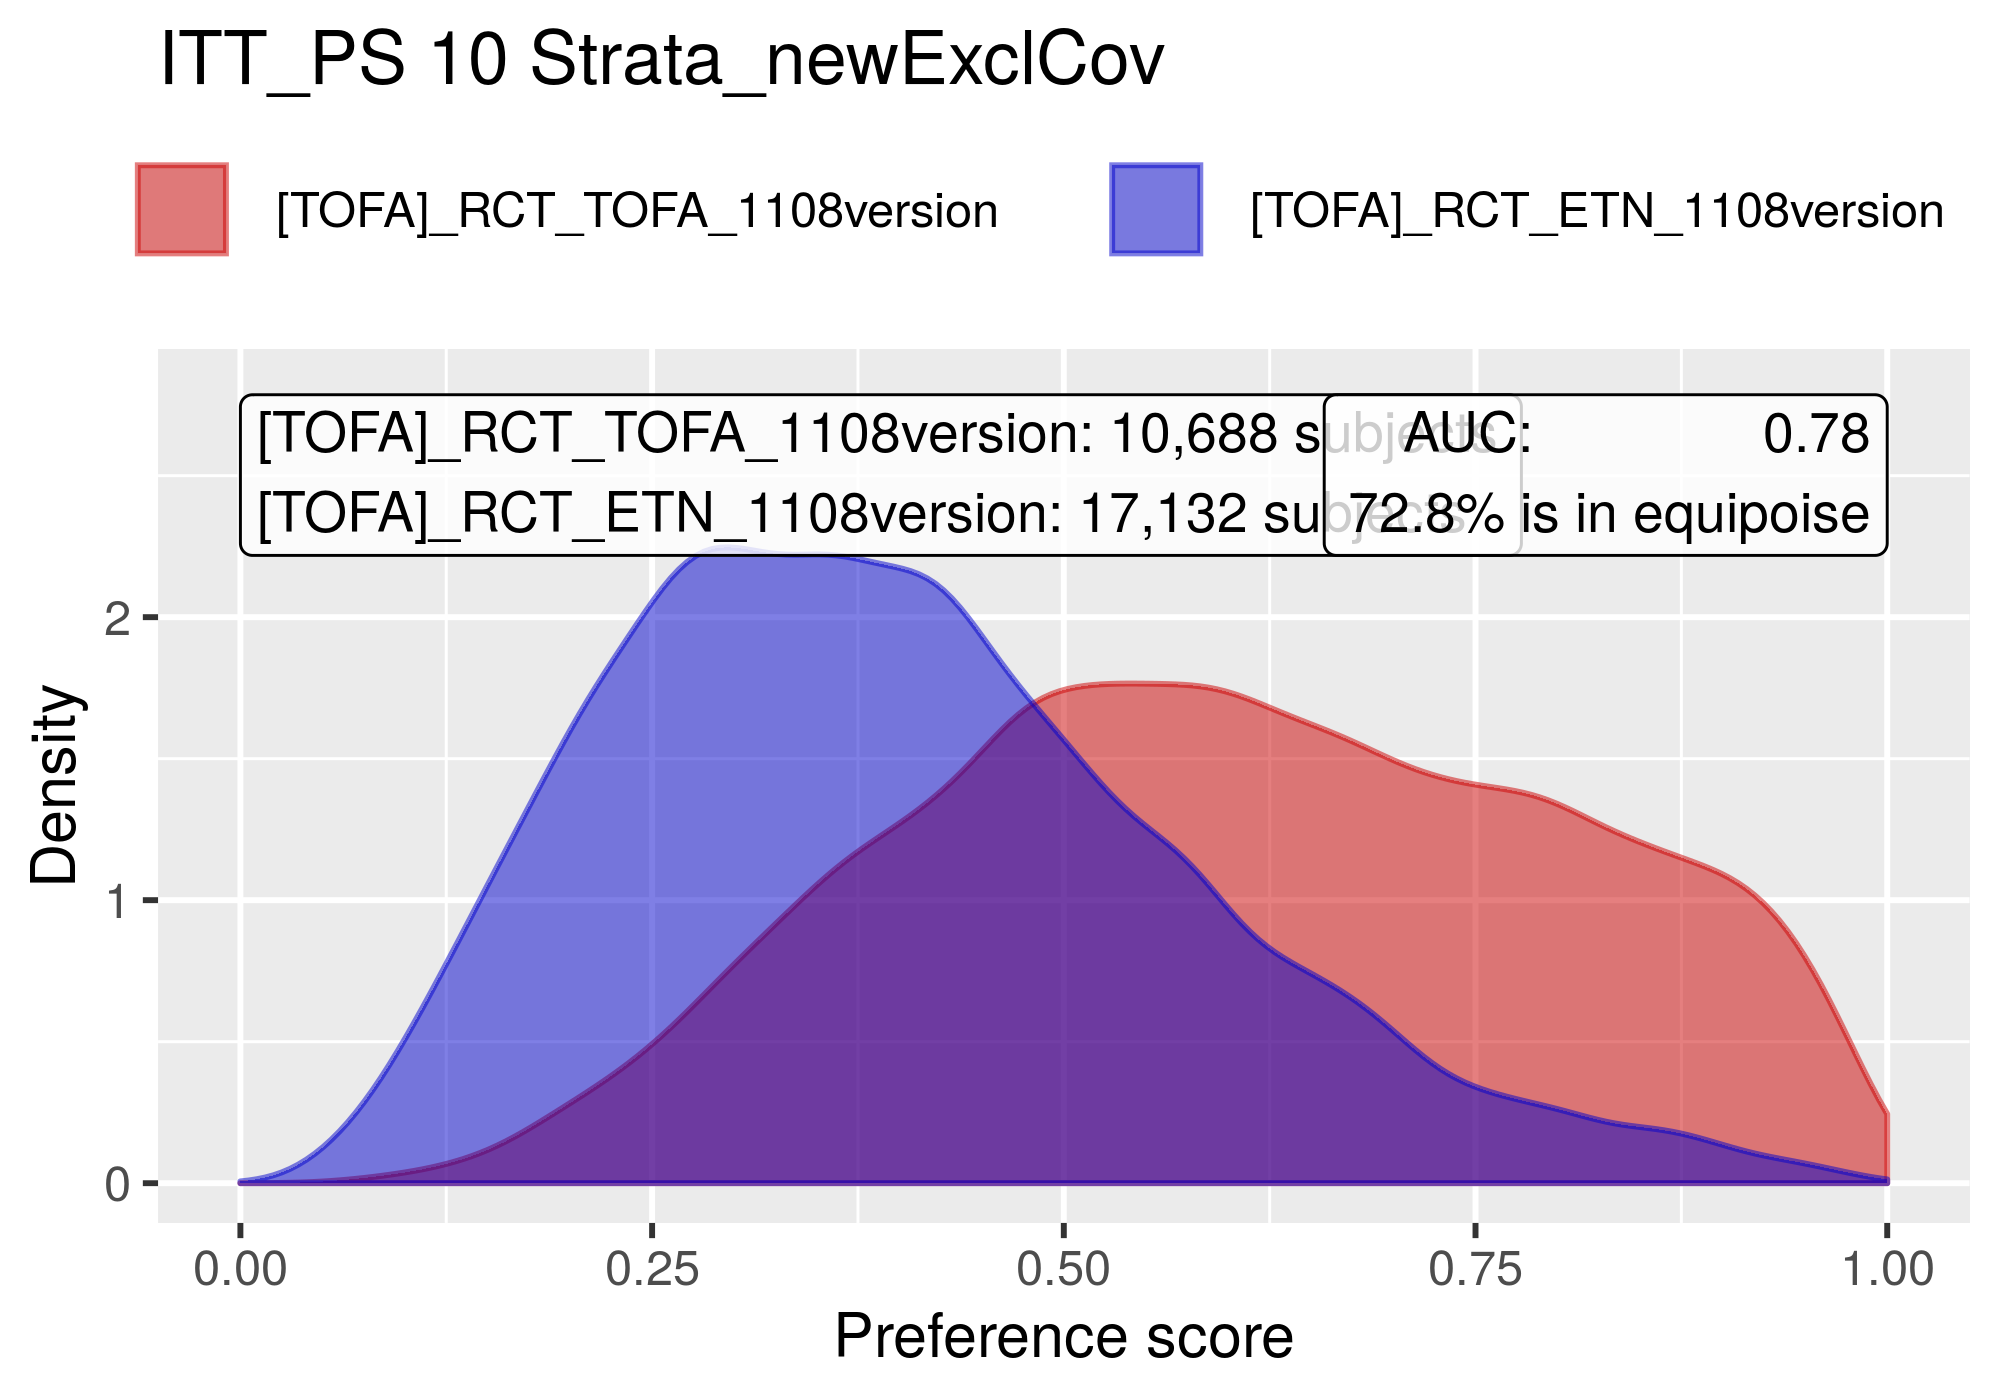 ITT_PS 10 Strata_newExclCov
[TOFA]_RCT_TOFA_1108version
[TOFA]_RCT_ETN_1108version
[TOFA]_RCT_TOFA_1108version: 10,688 subjects
AUC: 0.78
[TOFA]_RCT_ETN_1108version: 17,132 subjects
72.8% is in equipoise
2
1
0
Density
0.00 0.25 0.50 0.75 1.00
Preference score